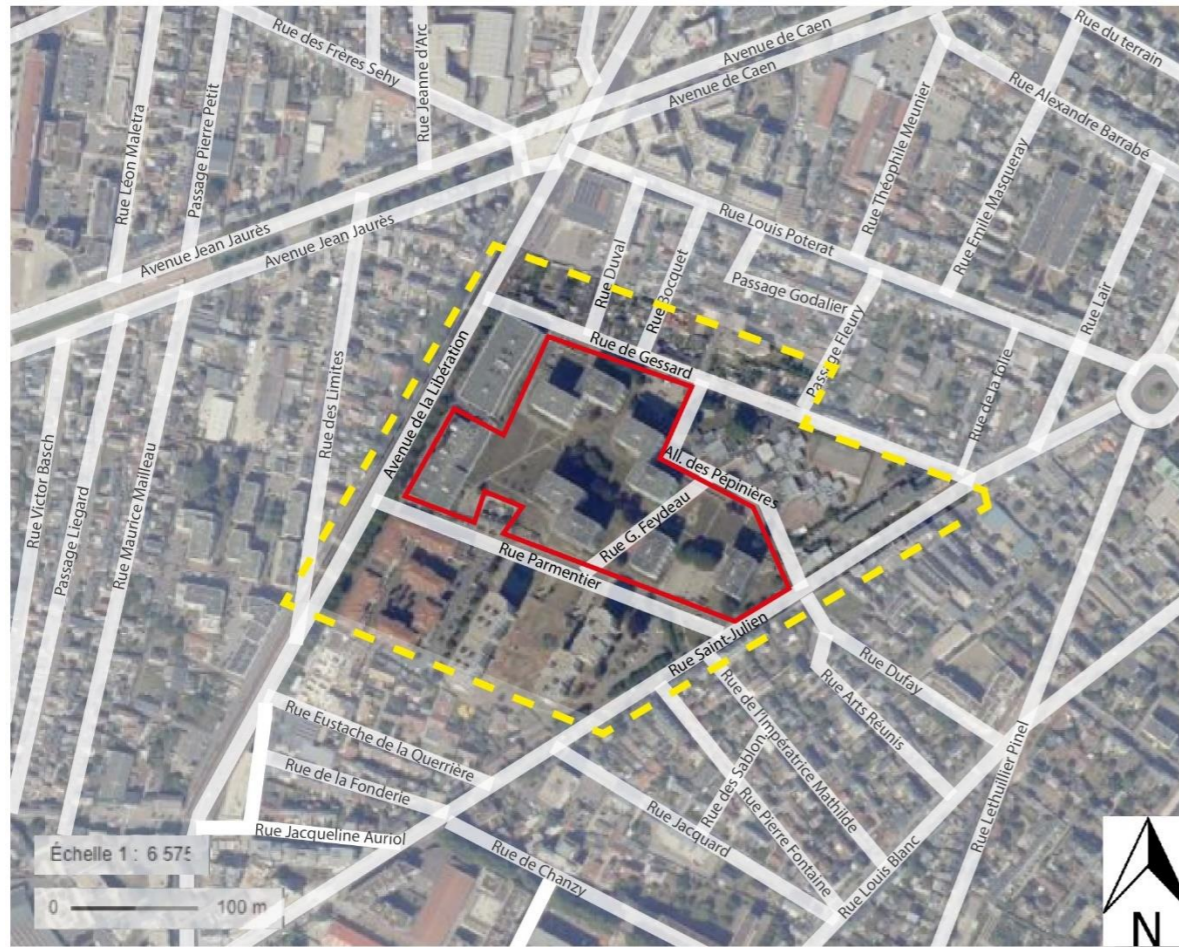 Rue des Frères Sehy
Rue Jeanne d'Arc
Avenue de Caen
Avenue de Caen
Rue du terrain
Rue Alexandre Barrabé
Rue Léon Maletra
Passage Pierre Petit
Rue Théophile Meunier
Rue Emile Masqueray
Rue Louis Poterat
Avenue Jean Jaurès
Avenue Jean Jaurès
Rue Duval
Rue Bocquet
Passage Godalier
Rue Lair
Passage Fleury
Rue de la folie
Rue de Gessard
Avenue de la Libération
Rue des Limites
Rue Victor Basch
Passage Liegard
Rue Maurice Mailleau
All. des Pepinières
Rue G. Feydeau
Rue Parmentier
Rue Saint-Julien
Rue Dufay
Rue Arts Réunis
Rue de l'Impératrice Mathilde
Rue des Sablon
Rue Pierre Fontaine
Rue Lethuillier Pinel
Rue Eustache de la Querrière
Rue de la Fonderie
Rue Jacqueline Auriol
Rue Jacquard
Rue Louis Blanc
Rue de Chanzy
Échelle 1 : 6 575
0 100 m
N